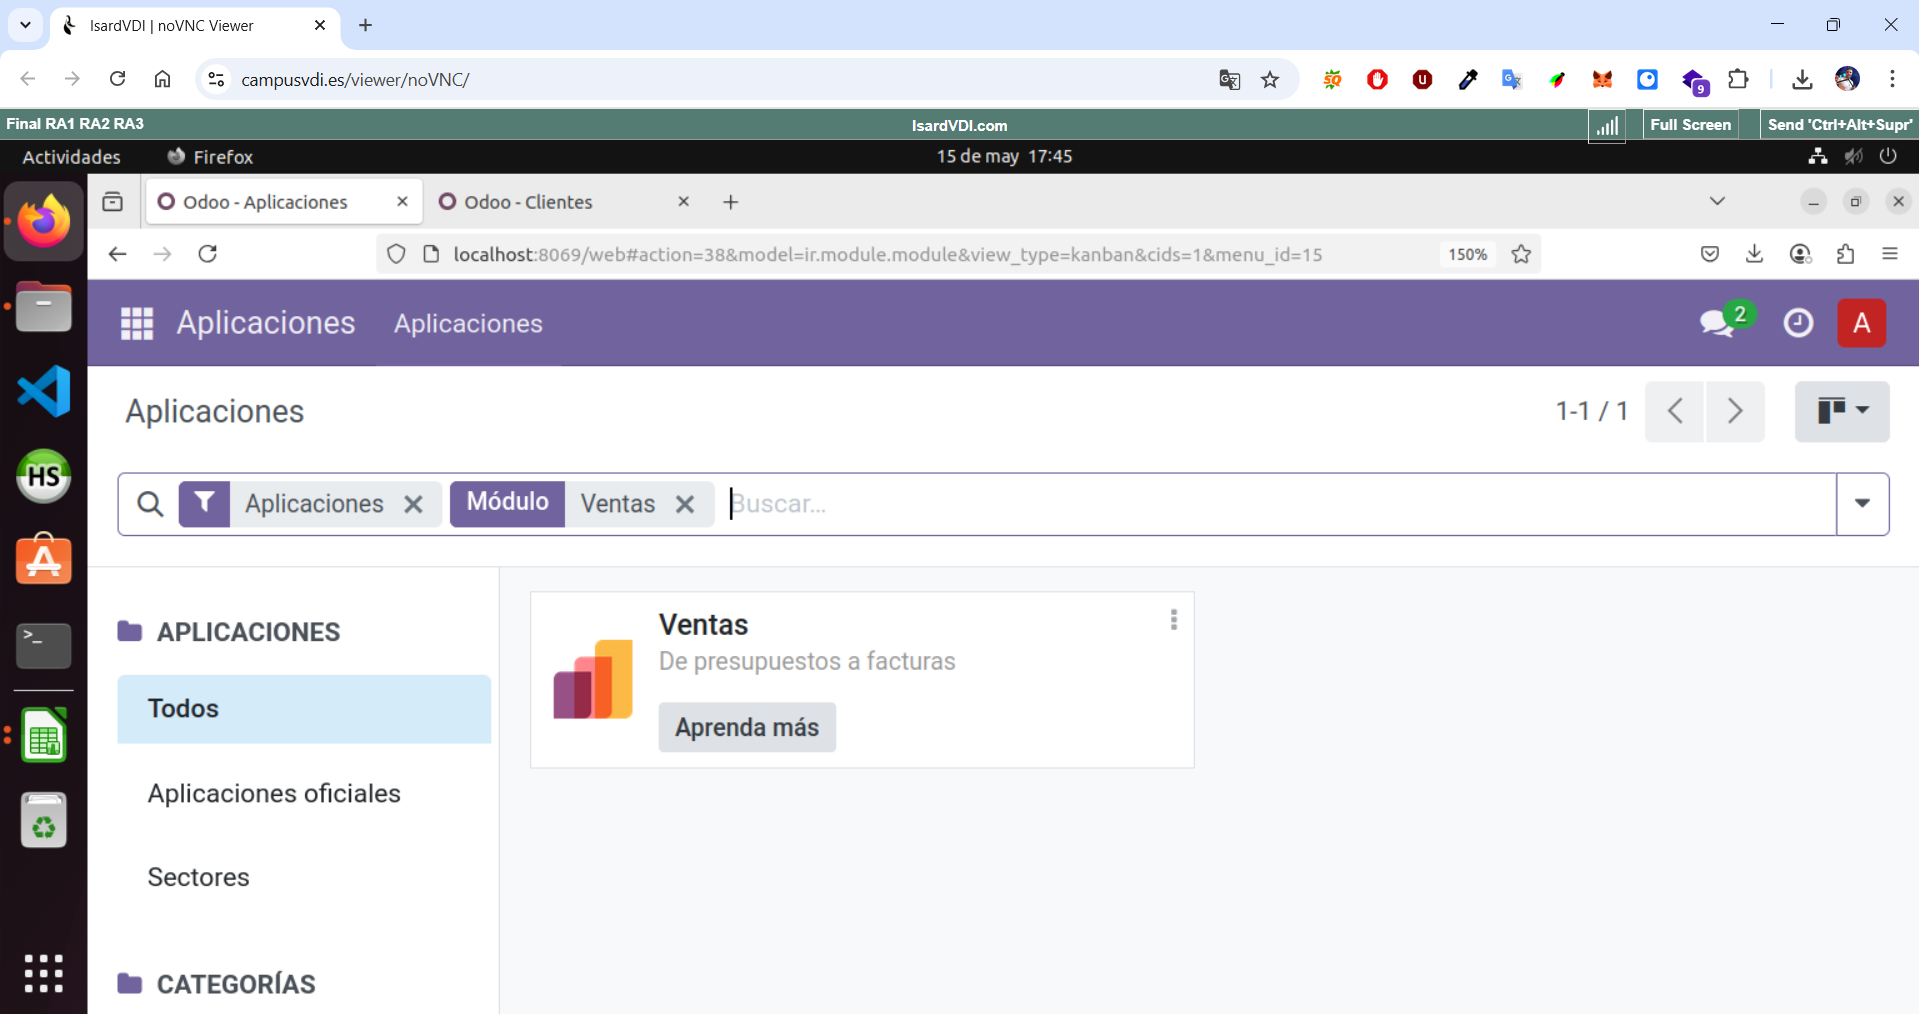 IsardVDI | noVNC Viewer
campusvdi.es/viewer/noVNC/
9
Final RA1 RA2 RA3
IsardVDI.com
Full Screen
Send 'Ctrl+Alt+Supr'
Actividades
Firefox
15 de may 17:45
Odoo - Aplicaciones
Odoo - Clientes
localhost:8069/web#action=38&model=ir.module.module&view_type=kanban&cids=1&menu_id=15
150%
Aplicaciones
Aplicaciones
2
A
Aplicaciones
1-1 / 1
Aplicaciones
Módulo
Ventas
Buscar...
HS
APLICACIONES
Todos
Aplicaciones oficiales
Sectores
CATEGORÍAS
Ventas
De presupuestos a facturas
Aprenda más